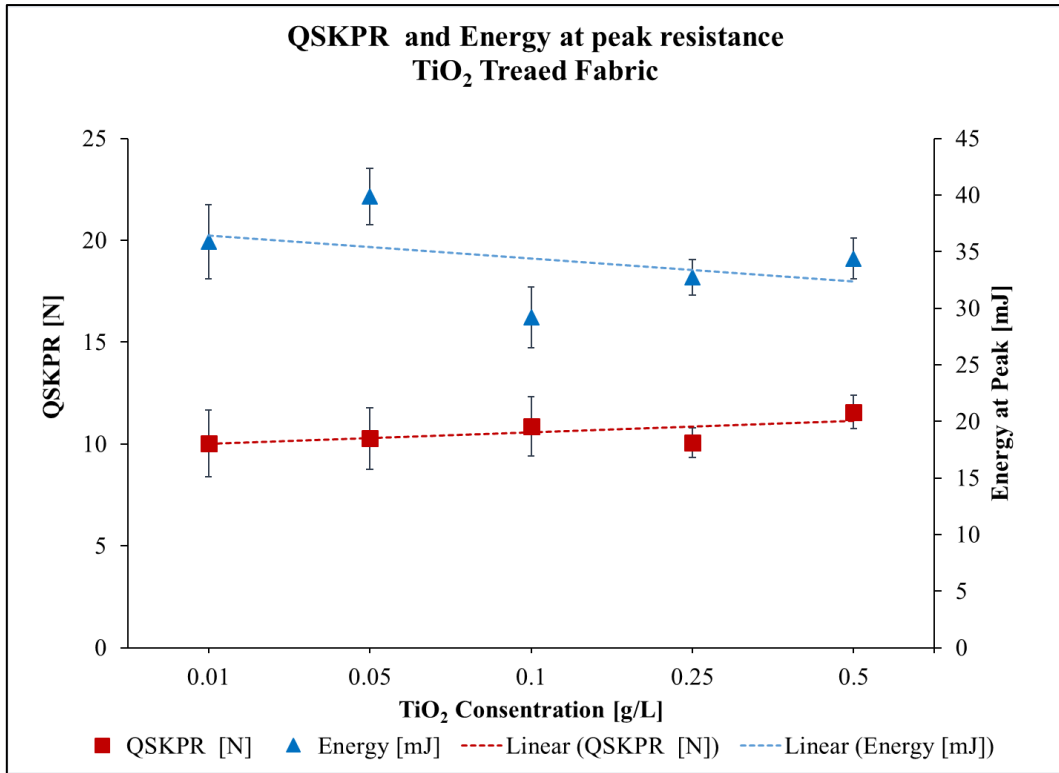 QSKPR and Energy at peak resistance
TiO₂ Treaed Fabric
25
20
15
10
5
0
QSKPR [N]
45
40
35
30
25
20
15
10
5
0
Energy at Peak [mJ]
0.01 0.05 0.1 0.25 0.5
TiO₂ Consentration [g/L]
QSKPR [N] Energy [mJ] Linear (QSKPR [N]) Linear (Energy [mJ])